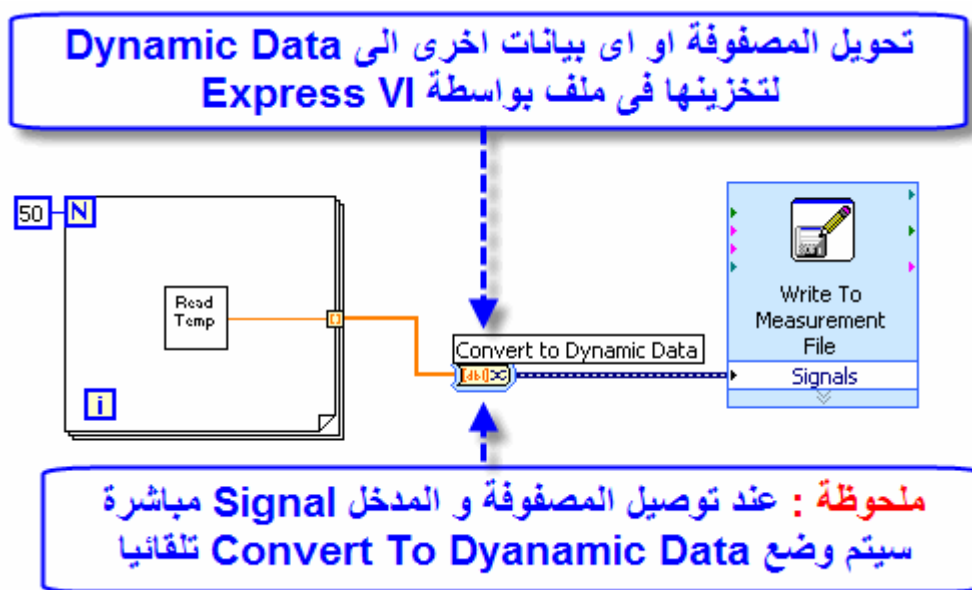 تحويل المصفوفة او اى بيانات اخرى الى Dynamic Data
لتخزينها فى ملف بواسطة Express VI
50
N
Read
Temp
i
Convert to Dynamic Data
[dbl]
Write To
Measurement
File
Signals
ملحوظة : عند توصيل المصفوفة و المدخل Signal مباشرة
سيتم وضع Convert To Dyanamic Data تلقائيا